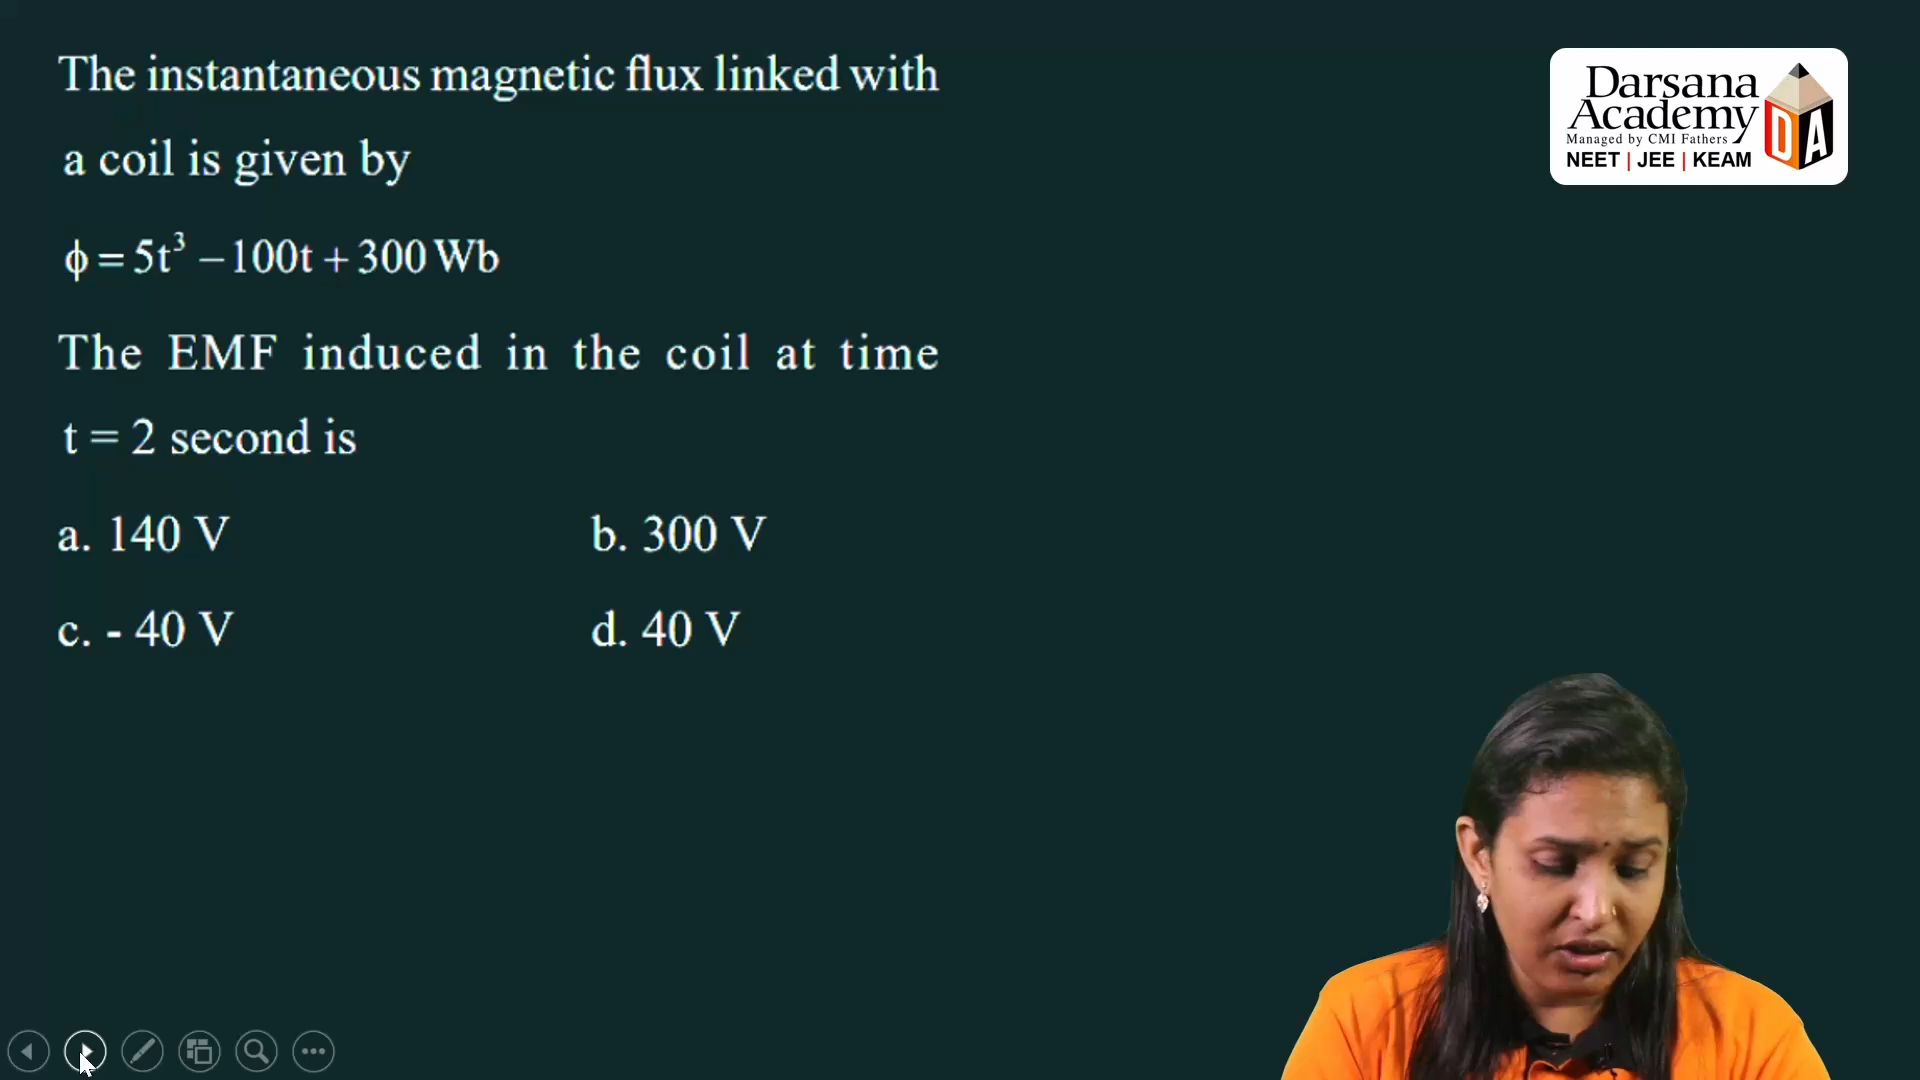 The instantaneous magnetic flux linked with
a coil is given by
ϕ = 5t³ − 100t + 300 Wb
The EMF induced in the coil at time
t = 2 second is
a. 140 V b. 300 V
c. - 40 V d. 40 V
Darsana
Academy
Managed by CMI Fathers
NEET | JEE | KEAM
DA